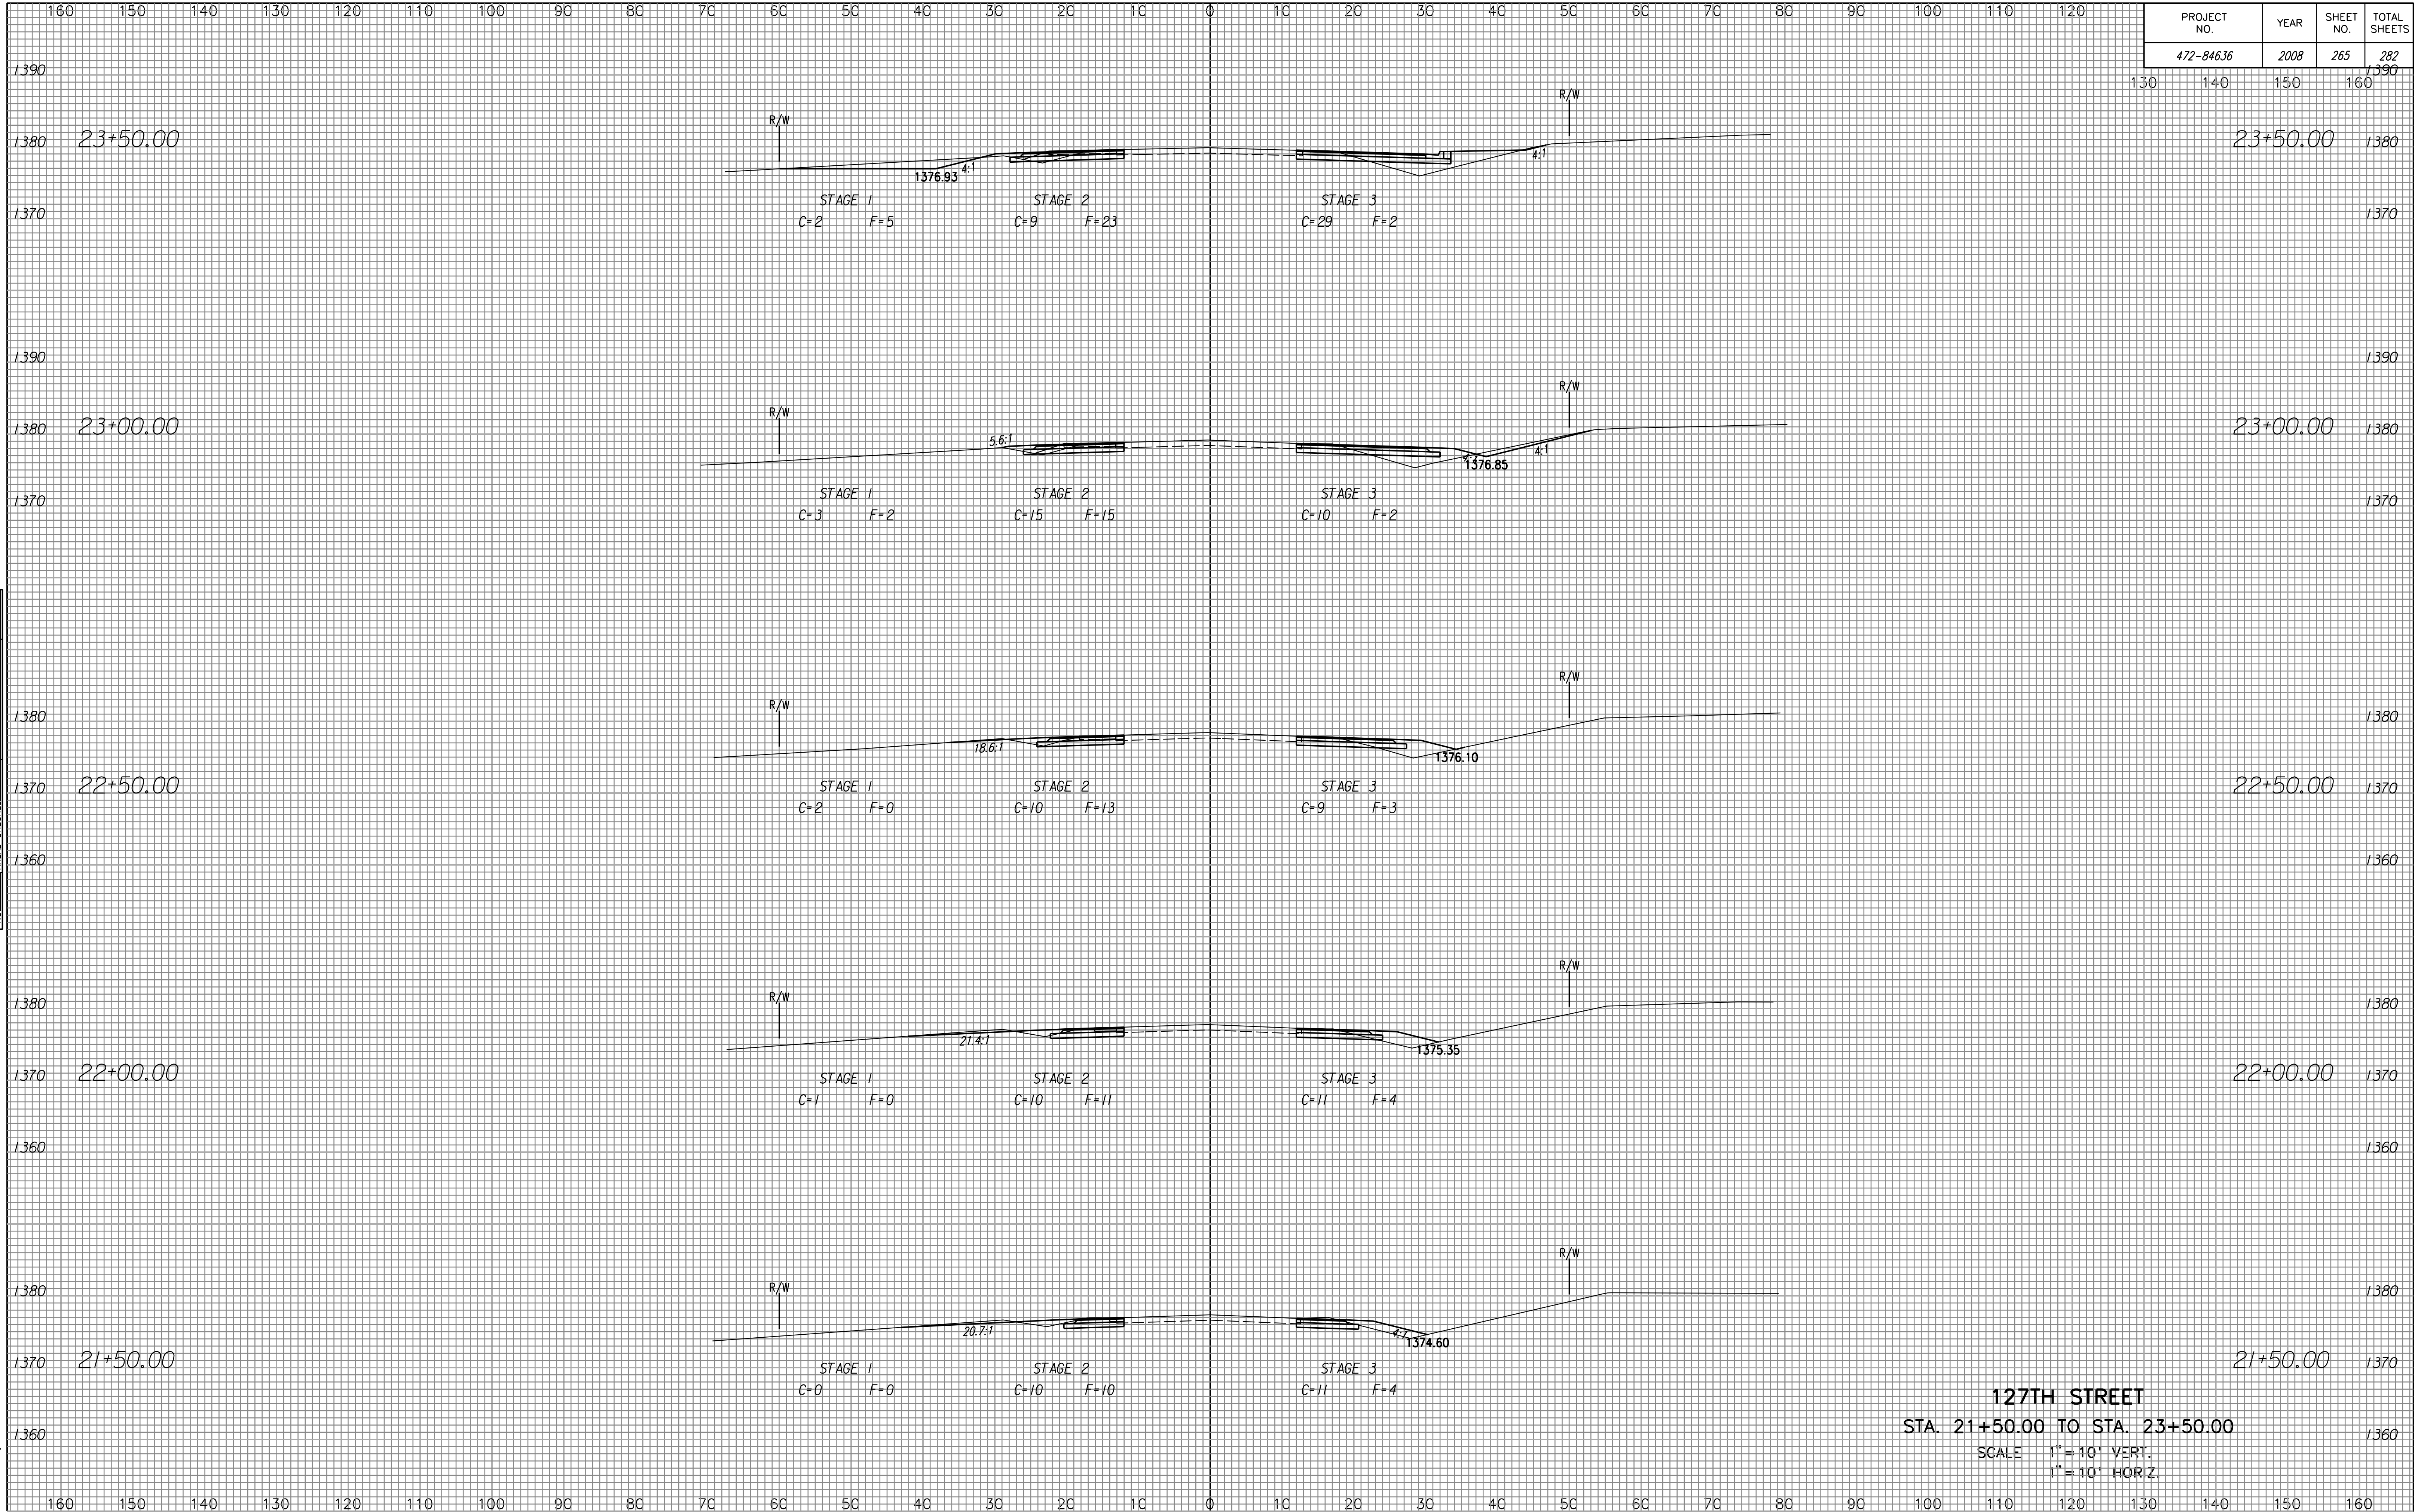 160 150 140 130 120 110 100 90 80 70 60 50 40 30 20 10 0 10 20 30 40 50 60 70 80 90 100 110 120
PROJECT NO. YEAR SHEET NO. TOTAL SHEETS
472-84636 2008 265 282
1390 1390
130 140 150 160
R/W R/W
1380 23+50.00 23+50.00 1380
4:1 4:1
1376.93
STAGE 1 STAGE 2 STAGE 3
1370 1370
C=2 F=5 C=9 F=23 C=29 F=2
1390 1390
R/W R/W
1380 23+00.00 23+00.00 1380
5.6:1 4:1
4:1 1376.85
STAGE 1 STAGE 2 STAGE 3
1370 1370
C=3 F=2 C=15 F=15 C=10 F=2
R/W R/W
1380 1380
18.6:1 1376.10
1370 22+50.00 22+50.00 1370
STAGE 1 STAGE 2 STAGE 3
C=2 F=0 C=10 F=13 C=9 F=3
1360 1360
R/W R/W
1380 1380
21.4:1 1375.35
1370 22+00.00 22+00.00 1370
STAGE 1 STAGE 2 STAGE 3
C=1 F=0 C=10 F=11 C=11 F=4
1360 1360
R/W R/W
1380 1380
20.7:1 4:1 1374.60
1370 21+50.00 21+50.00 1370
STAGE 1 STAGE 2 STAGE 3
C=0 F=0 C=10 F=10 C=11 F=4
127TH STREET
STA. 21+50.00 TO STA. 23+50.00
1360 1360
SCALE 1"=10' VERT.
1"=10' HORIZ.
160 150 140 130 120 110 100 90 80 70 60 50 40 30 20 10 0 10 20 30 40 50 60 70 80 90 100 110 120 130 140 150 160